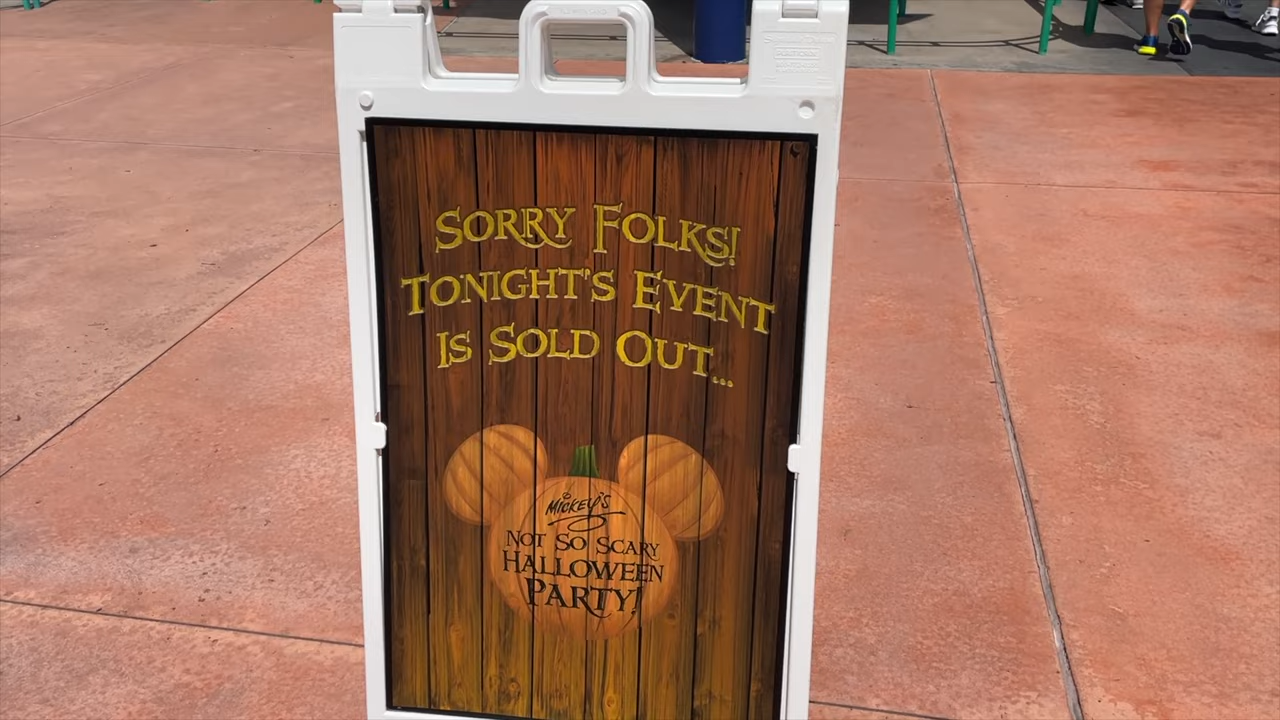 SORRY FOLKS!
TONIGHT'S EVENT
IS SOLD OUT...
MICKEY'S
NOT SO SCARY
HALLOWEEN
PARTY!